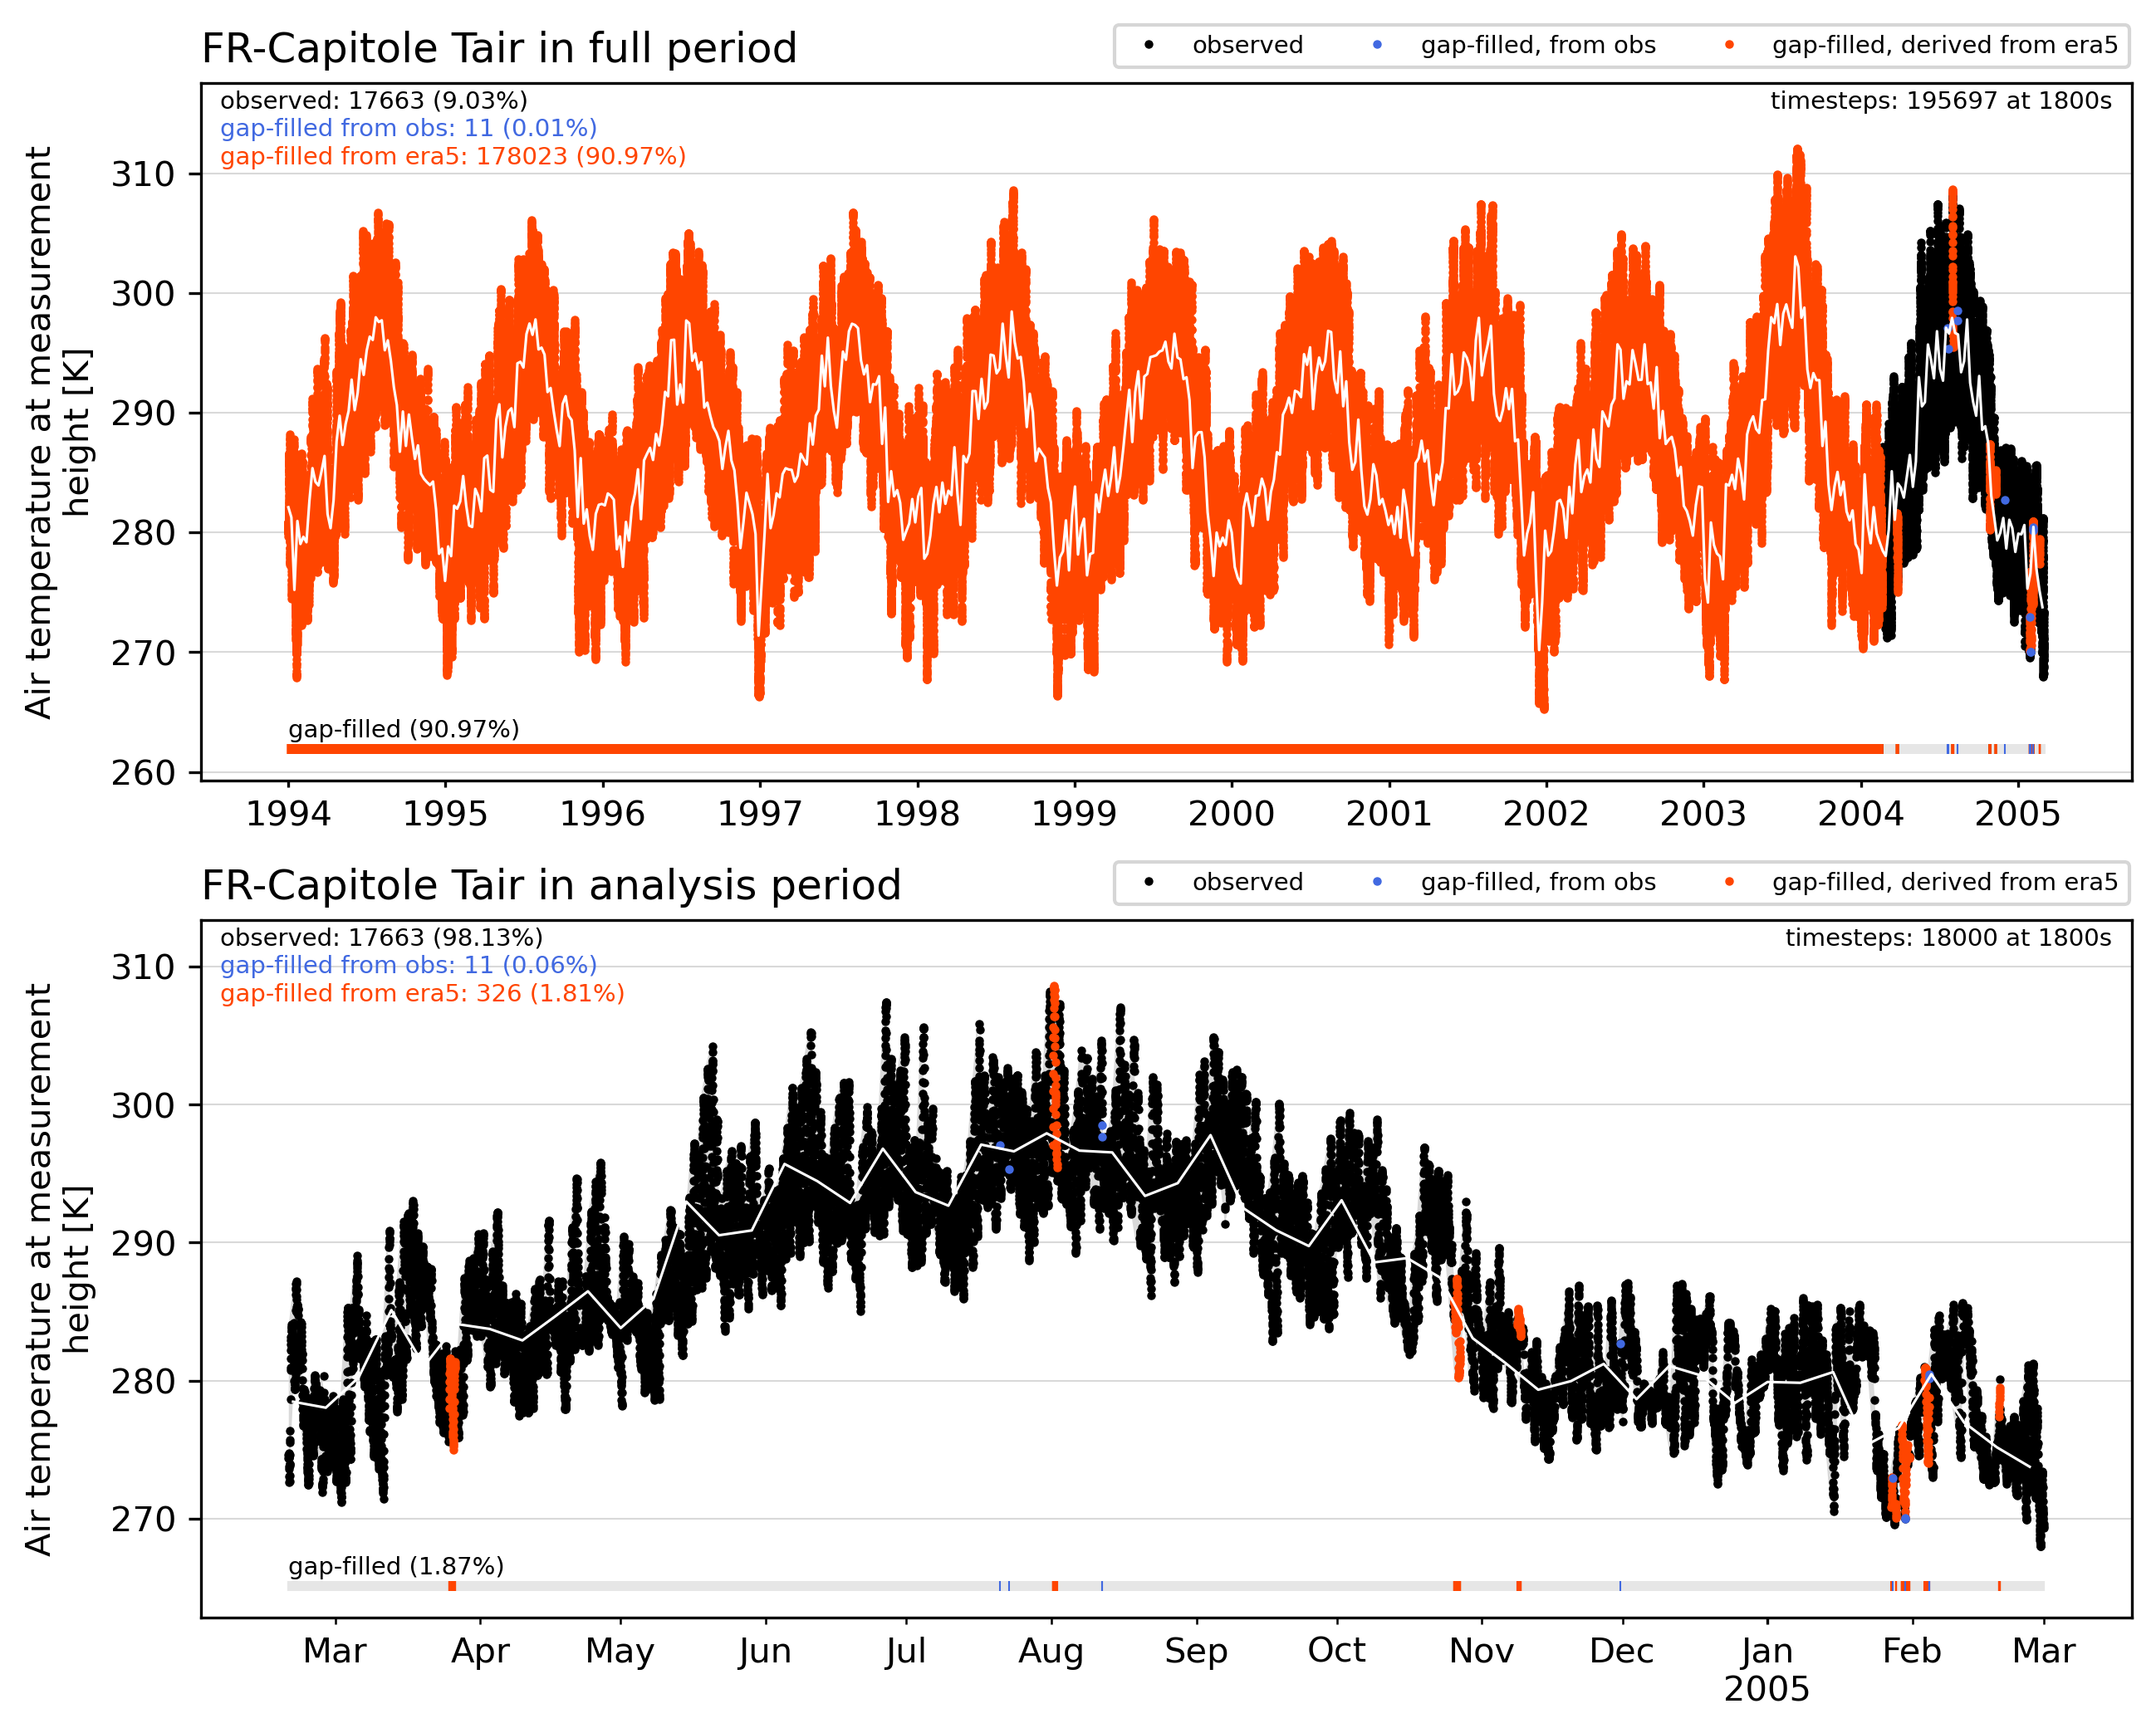 FR-Capitole Tair in full period
observed
gap-filled, from obs
gap-filled, derived from era5
observed: 17663 (9.03%)
gap-filled from obs: 11 (0.01%)
gap-filled from era5: 178023 (90.97%)
timesteps: 195697 at 1800s
Air temperature at measurement
height [K]
310
300
290
280
270
260
gap-filled (90.97%)
1994 1995 1996 1997 1998 1999 2000 2001 2002 2003 2004 2005
FR-Capitole Tair in analysis period
observed
gap-filled, from obs
gap-filled, derived from era5
observed: 17663 (98.13%)
gap-filled from obs: 11 (0.06%)
gap-filled from era5: 326 (1.81%)
timesteps: 18000 at 1800s
Air temperature at measurement
height [K]
310
300
290
280
270
gap-filled (1.87%)
Mar Apr May Jun Jul Aug Sep Oct Nov Dec Jan Feb Mar
2005